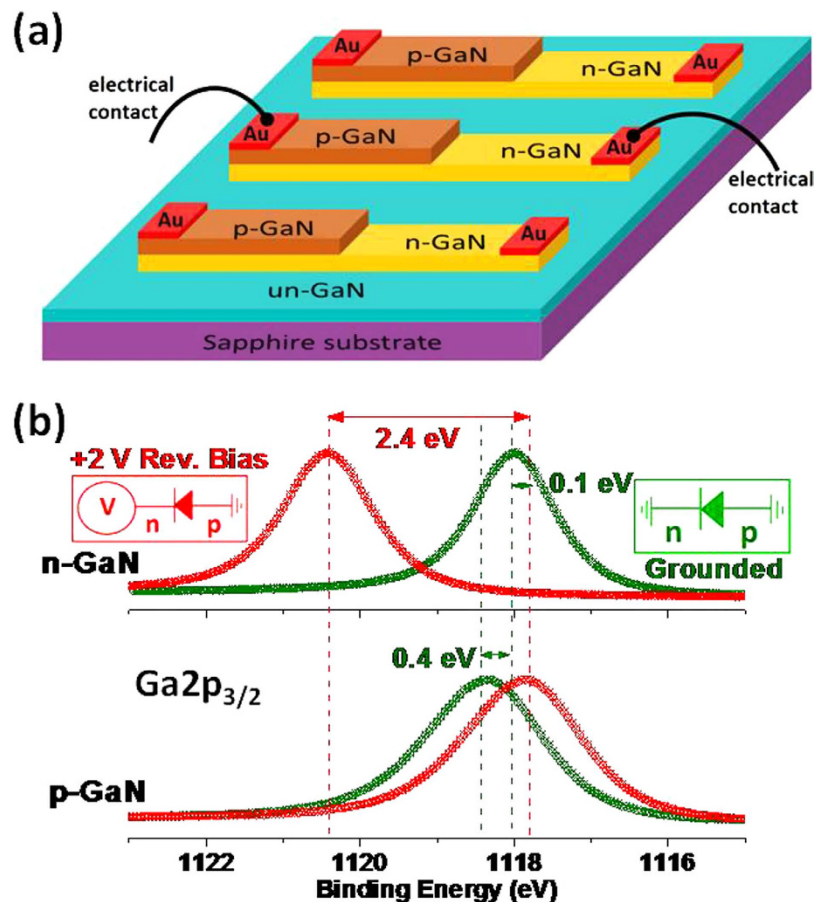 (a)
Au
p-GaN
n-GaN
Au
electrical
contact
Au
p-GaN
n-GaN
Au
electrical
contact
Au
p-GaN
n-GaN
Au
un-GaN
Sapphire substrate
(b)
2.4 eV
+2 V Rev. Bias
0.1 eV
V
n
p
n
p
n-GaN
Grounded
0.4 eV
Ga2p3/2
p-GaN
1122
1120
1118
1116
Binding Energy (eV)